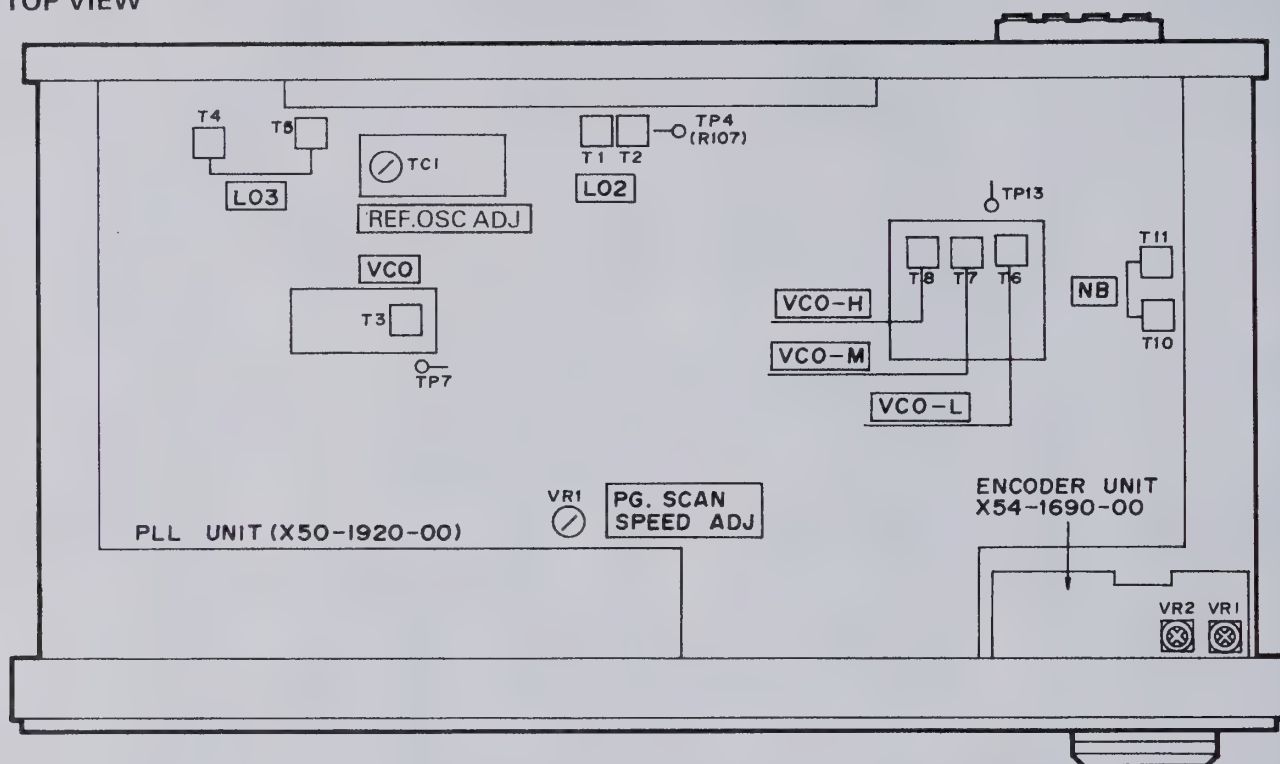 TOP VIEW
T4
T5
TC1
T1 T2
TP4
(R107)
LO3
REF.OSC ADJ
LO2
TP13
T8 T7 T6
T11
NB
T10
VCO
T3
TP7
VCO-H
VCO-M
VCO-L
VR1
PG. SCAN
SPEED ADJ
ENCODER UNIT
X54-1690-00
PLL UNIT (X50-1920-00)
VR2 VR1